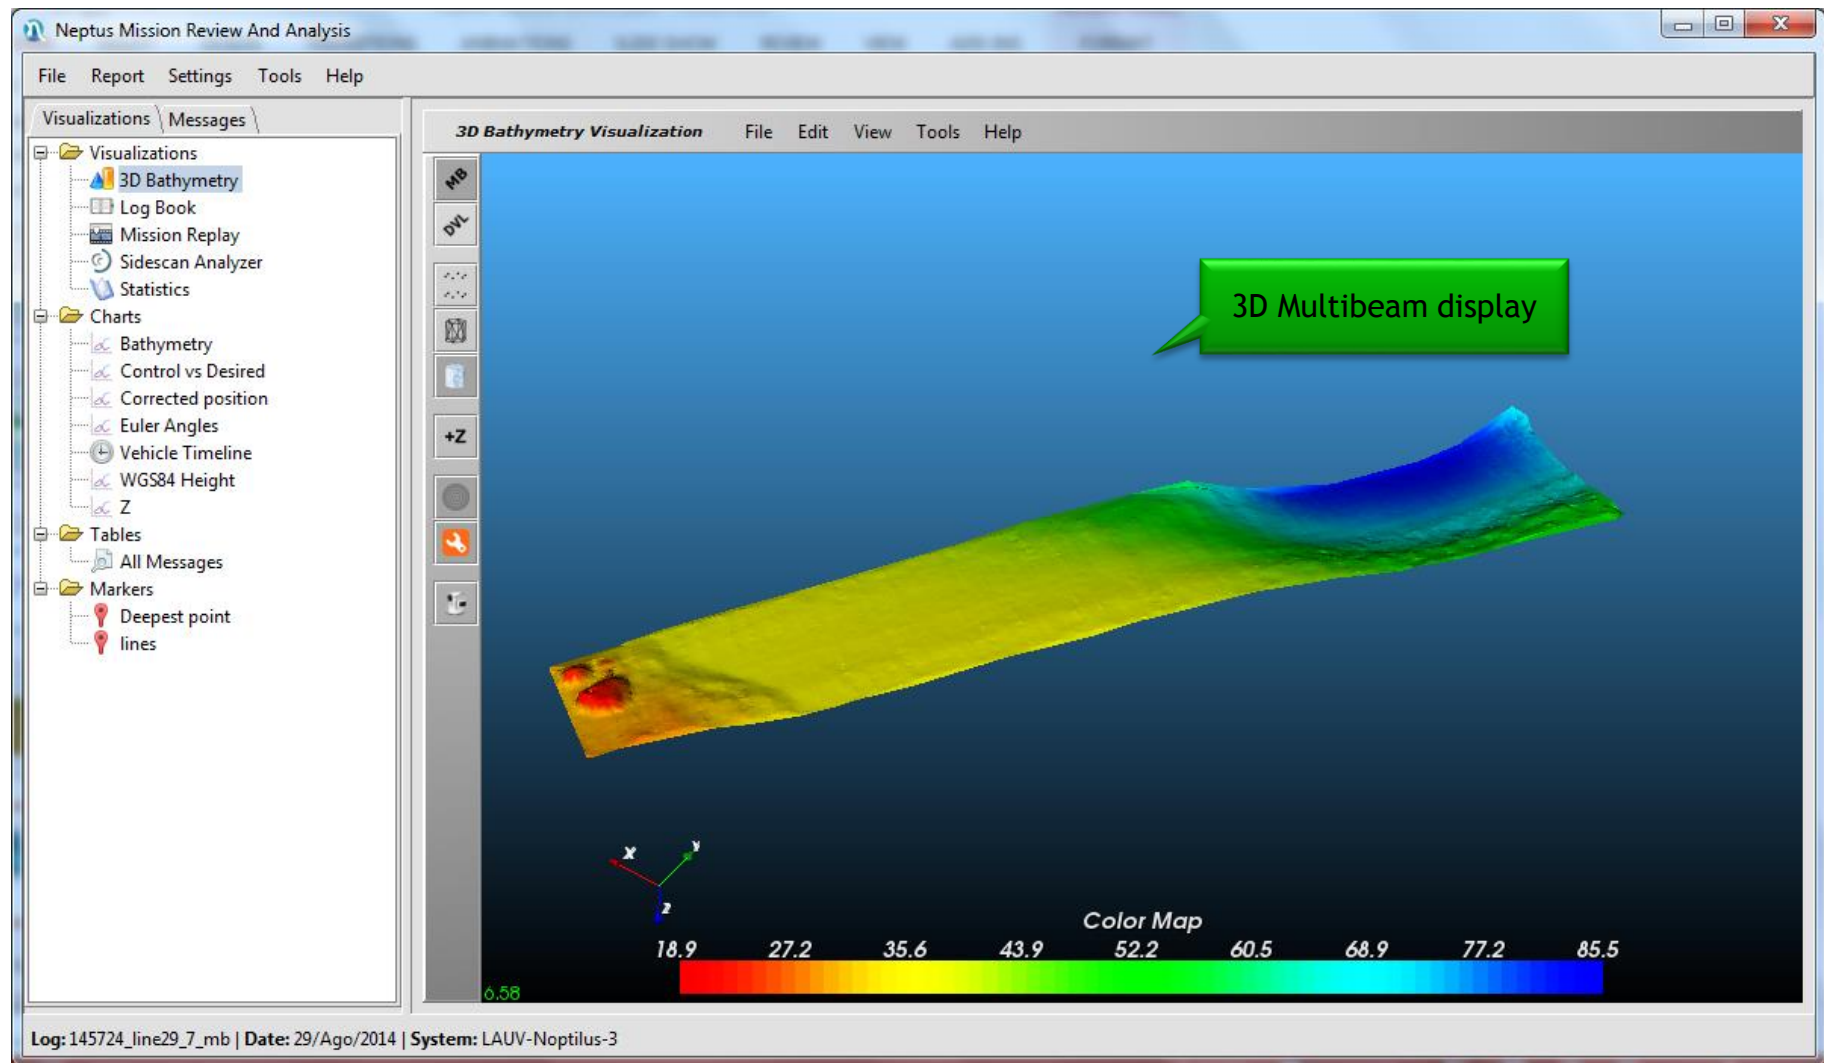 Neptus Mission Review And Analysis
File Report Settings Tools Help
Visualizations Messages
Visualizations
3D Bathymetry
Log Book
Mission Replay
Sidescan Analyzer
Statistics
Charts
Bathymetry
Control vs Desired
Corrected position
Euler Angles
Vehicle Timeline
WGS84 Height
Z
Tables
All Messages
Markers
Deepest point
lines
3D Bathymetry Visualization File Edit View Tools Help
MB
DVL
+Z
3D Multibeam display
X
Y
Z
Color Map
18.9 27.2 35.6 43.9 52.2 60.5 68.9 77.2 85.5
6.58
Log: 145724_line29_7_mb | Date: 29/Ago/2014 | System: LAUV-Noptilus-3